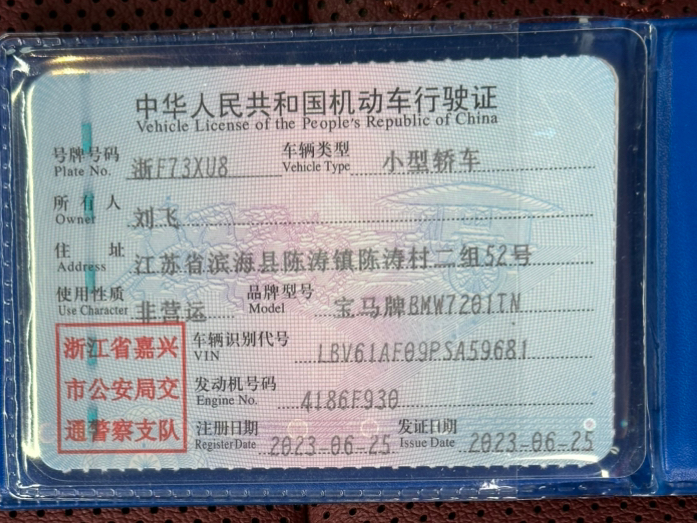 中华人民共和国机动车行驶证
Vehicle License of the People's Republic of China
号牌号码 浙F73XU8 车辆类型 小型轿车
Plate No. Vehicle Type
所有人 刘飞
Owner
住址 江苏省滨海县陈涛镇陈涛村二组52号
Address
使用性质 非营运 品牌型号 宝马牌BMW7201TN
Use Character Model
浙江省嘉兴
市公安局交
通警察支队
车辆识别代号 LBV61AF09PSA59681
VIN
发动机号码 4186F930
Engine No.
注册日期 2023-06-25 发证日期 2023-06-25
Register Date Issue Date